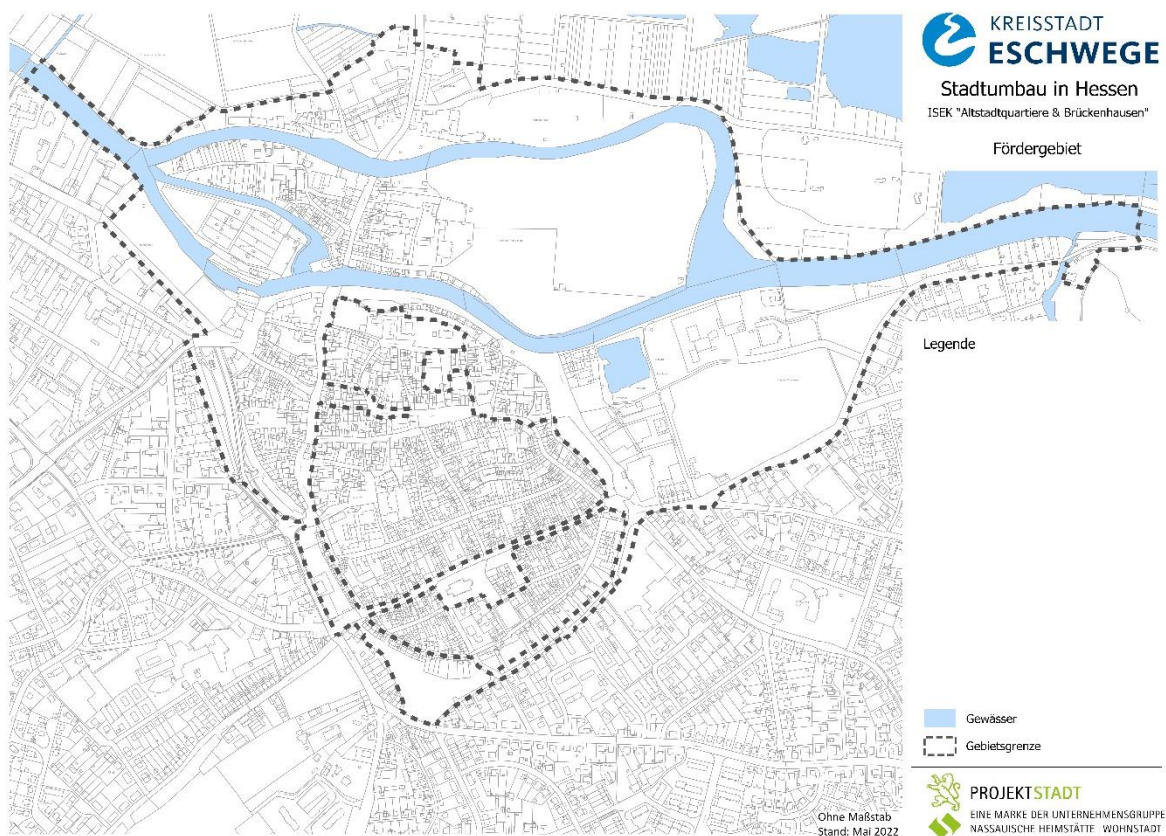 KREISSTADT
ESCHWEGE
Stadtumbau in Hessen
ISEK "Altstadtquartiere & Brückenhausen"
Fördergebiet
Legende
Gewässer
Gebietsgrenze
Ohne Maßstab
Stand: Mai 2022
PROJEKTSTADT
EINE MARKE DER UNTERNEHMENSGRUPPE
NASSAUISCHE HEIMSTÄTTE WOHNSTADT